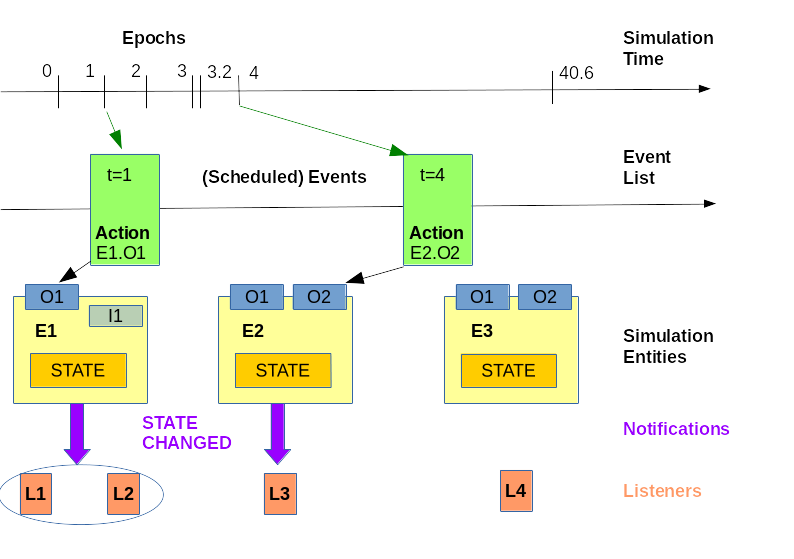 Epochs
Simulation
Time
0
1
2
3
3.2
4
40.6
t=1
(Scheduled) Events
t=4
Event
List
Action
E1.O1
Action
E2.O2
O1
I1
E1
STATE
O1
O2
E2
STATE
O1
O2
E3
STATE
Simulation
Entities
STATE
CHANGED
Notifications
L1
L2
L3
L4
Listeners